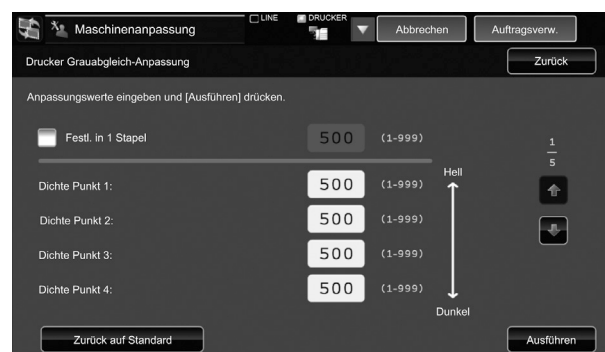 Maschinenanpassung
LINE
DRUCKER
Abbrechen
Auftragsverw.
Drucker Grauabgleich-Anpassung
Zurück
Anpassungswerte eingeben und [Ausführen] drücken.
Festl. in 1 Stapel
500
(1-999)
1
5
Hell
Dichte Punkt 1:
500
(1-999)
Dichte Punkt 2:
500
(1-999)
Dichte Punkt 3:
500
(1-999)
Dichte Punkt 4:
500
(1-999)
Dunkel
Zurück auf Standard
Ausführen